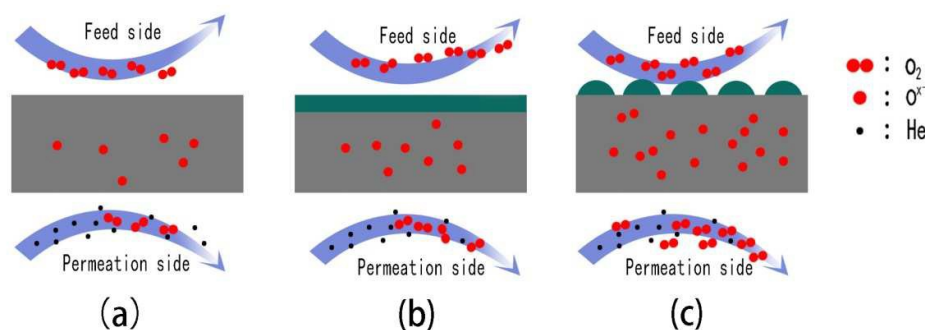 Feed side
Feed side
Feed side
: O₂
: Oˣ⁻
: He
Permeation side
Permeation side
Permeation side
(a)
(b)
(c)